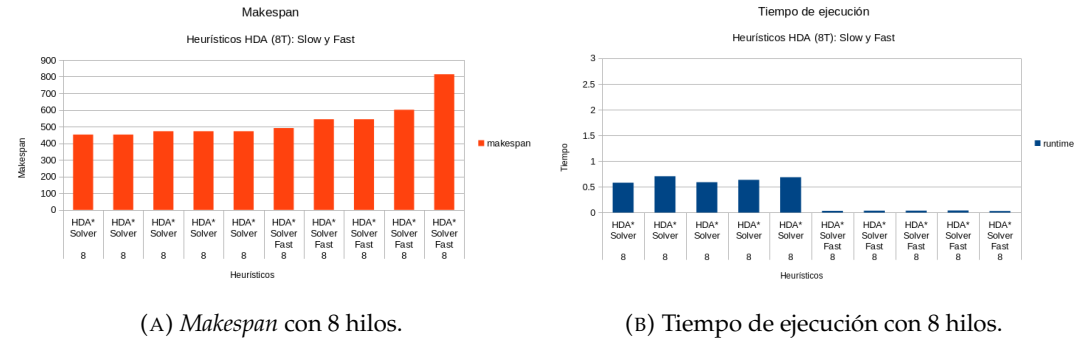 Makespan
Heurísticos HDA (8T): Slow y Fast
900
800
700
600
500
400
300
200
100
0
Makespan
HDA* Solver 8
HDA* Solver 8
HDA* Solver 8
HDA* Solver 8
HDA* Solver 8
HDA* Solver Fast 8
HDA* Solver Fast 8
HDA* Solver Fast 8
HDA* Solver Fast 8
HDA* Solver Fast 8
Heurísticos
makespan
(A) Makespan con 8 hilos.
Tiempo de ejecución
Heurísticos HDA (8T): Slow y Fast
3
2.5
2
1.5
1
0.5
0
Tiempo
HDA* Solver 8
HDA* Solver 8
HDA* Solver 8
HDA* Solver 8
HDA* Solver 8
HDA* Solver Fast 8
HDA* Solver Fast 8
HDA* Solver Fast 8
HDA* Solver Fast 8
HDA* Solver Fast 8
Heurísticos
runtime
(B) Tiempo de ejecución con 8 hilos.